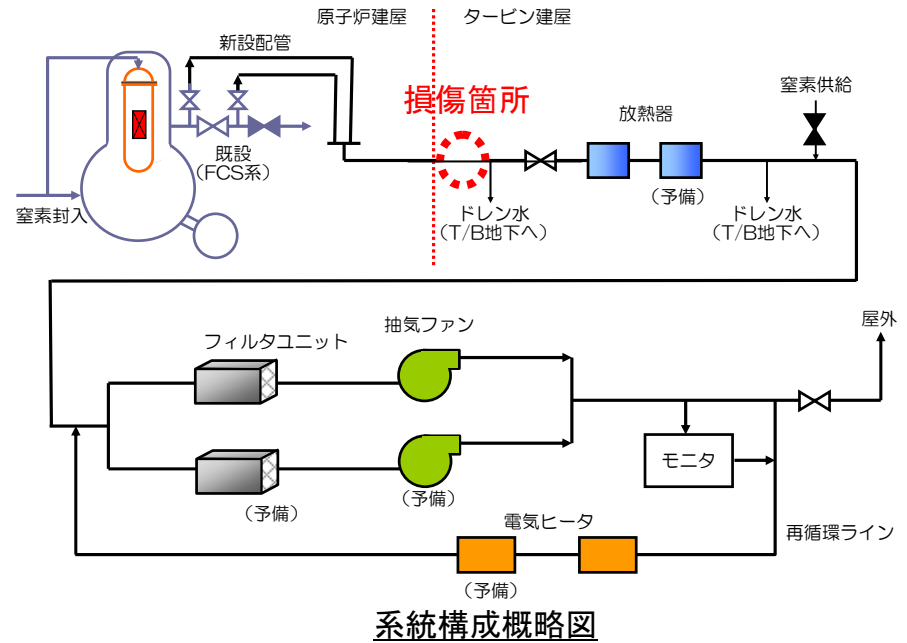 原子炉建屋
タービン建屋
新設配管
損傷箇所
放熱器
窒素供給
既設
(FCS系)
(予備)
窒素封入
ドレン水
(T/B地下へ)
ドレン水
(T/B地下へ)
屋外
抽気ファン
フィルタユニット
モニタ
(予備)
(予備)
電気ヒータ
再循環ライン
(予備)
系統構成概略図